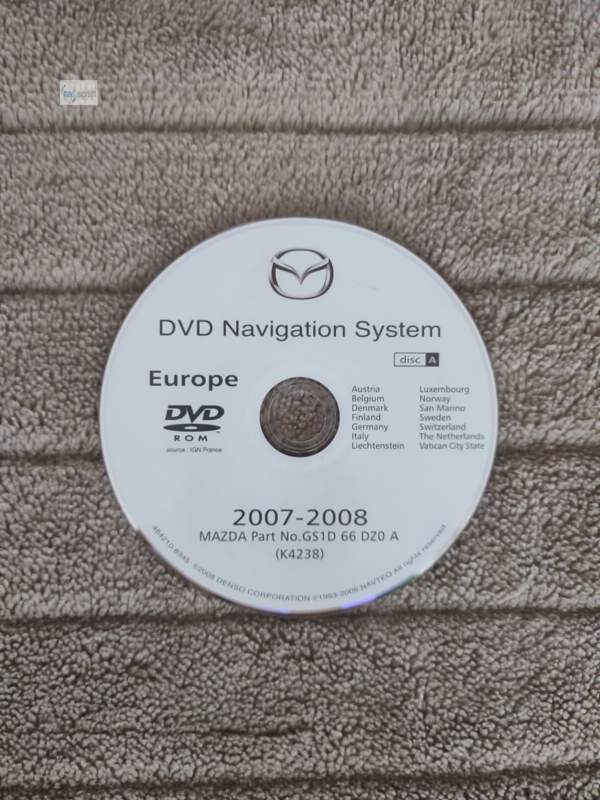 DVD Navigation System
disc A
Europe
DVD
ROM
source : IGN France
Austria
Belgium
Denmark
Finland
Germany
Italy
Liechtenstein
Luxembourg
Norway
San Marino
Sweden
Switzerland
The Netherlands
Vatican City State
2007-2008
MAZDA Part No.GS1D 66 DZ0 A
(K4238)
464210-8345 ©2008 DENSO CORPORATION ©1993-2006 NAVTEQ All rights reserved